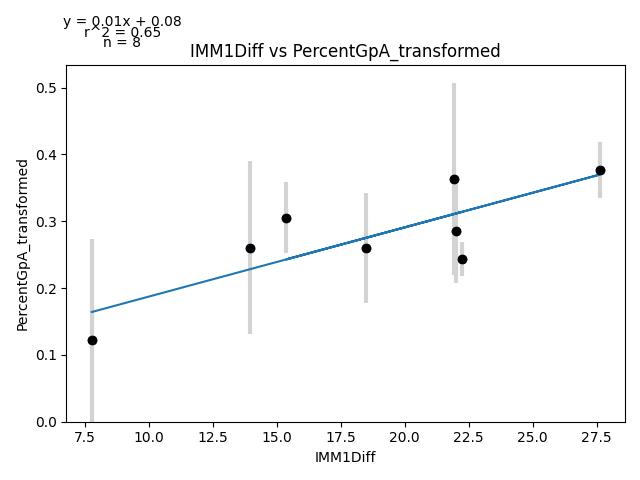 y = 0.01x + 0.08
r^2 = 0.65
n = 8
IMM1Diff vs PercentGpA_transformed
PercentGpA_transformed
0.5
0.4
0.3
0.2
0.1
0.0
7.5 10.0 12.5 15.0 17.5 20.0 22.5 25.0 27.5
IMM1Diff